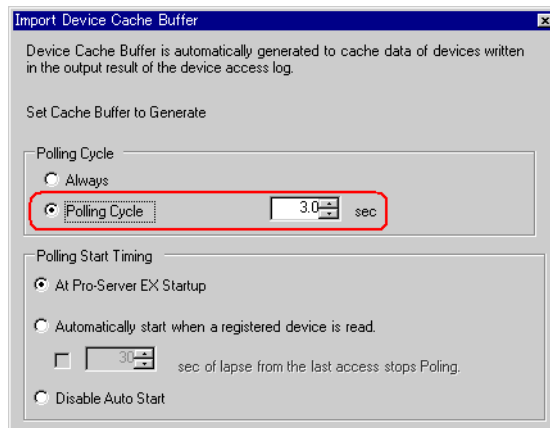 Import Device Cache Buffer
Device Cache Buffer is automatically generated to cache data of devices written
in the output result of the device access log.
Set Cache Buffer to Generate
Polling Cycle
Always
Polling Cycle 3.0 sec
Polling Start Timing
At Pro-Server EX Startup
Automatically start when a registered device is read.
30 sec of lapse from the last access stops Poling.
Disable Auto Start